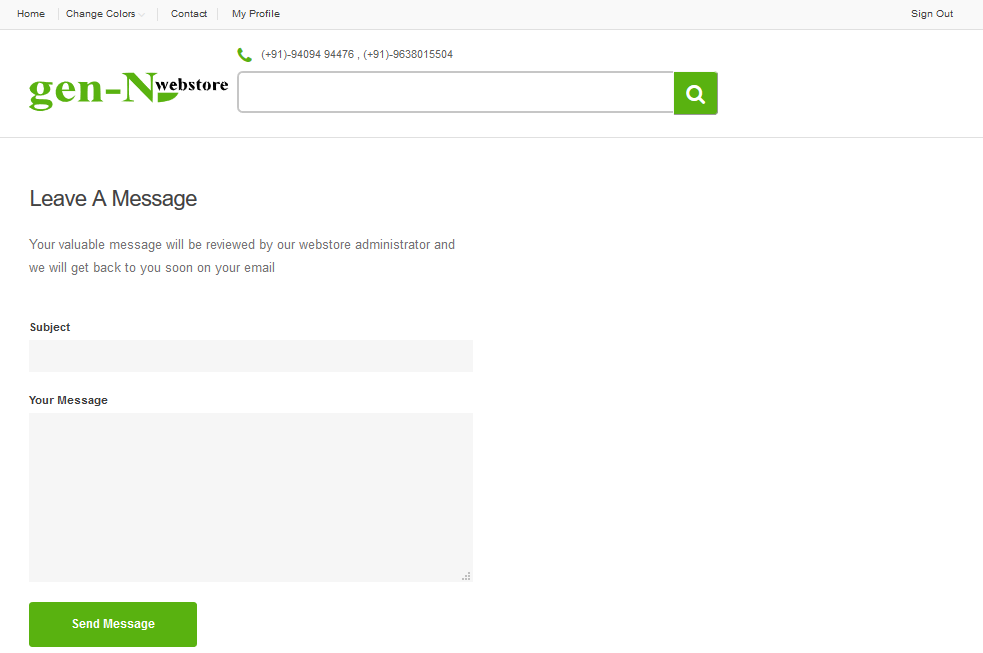 Home Change Colors Contact My Profile Sign Out
(+91)-94094 94476 , (+91)-9638015504
gen-N webstore
Leave A Message
Your valuable message will be reviewed by our webstore administrator and
we will get back to you soon on your email
Subject
Your Message
Send Message